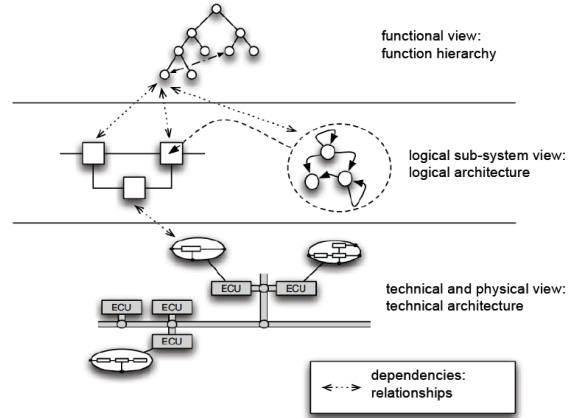 functional view:
function hierarchy
logical sub-system view:
logical architecture
technical and physical view:
technical architecture
ECU
ECU
ECU
ECU
ECU
dependencies:
relationships